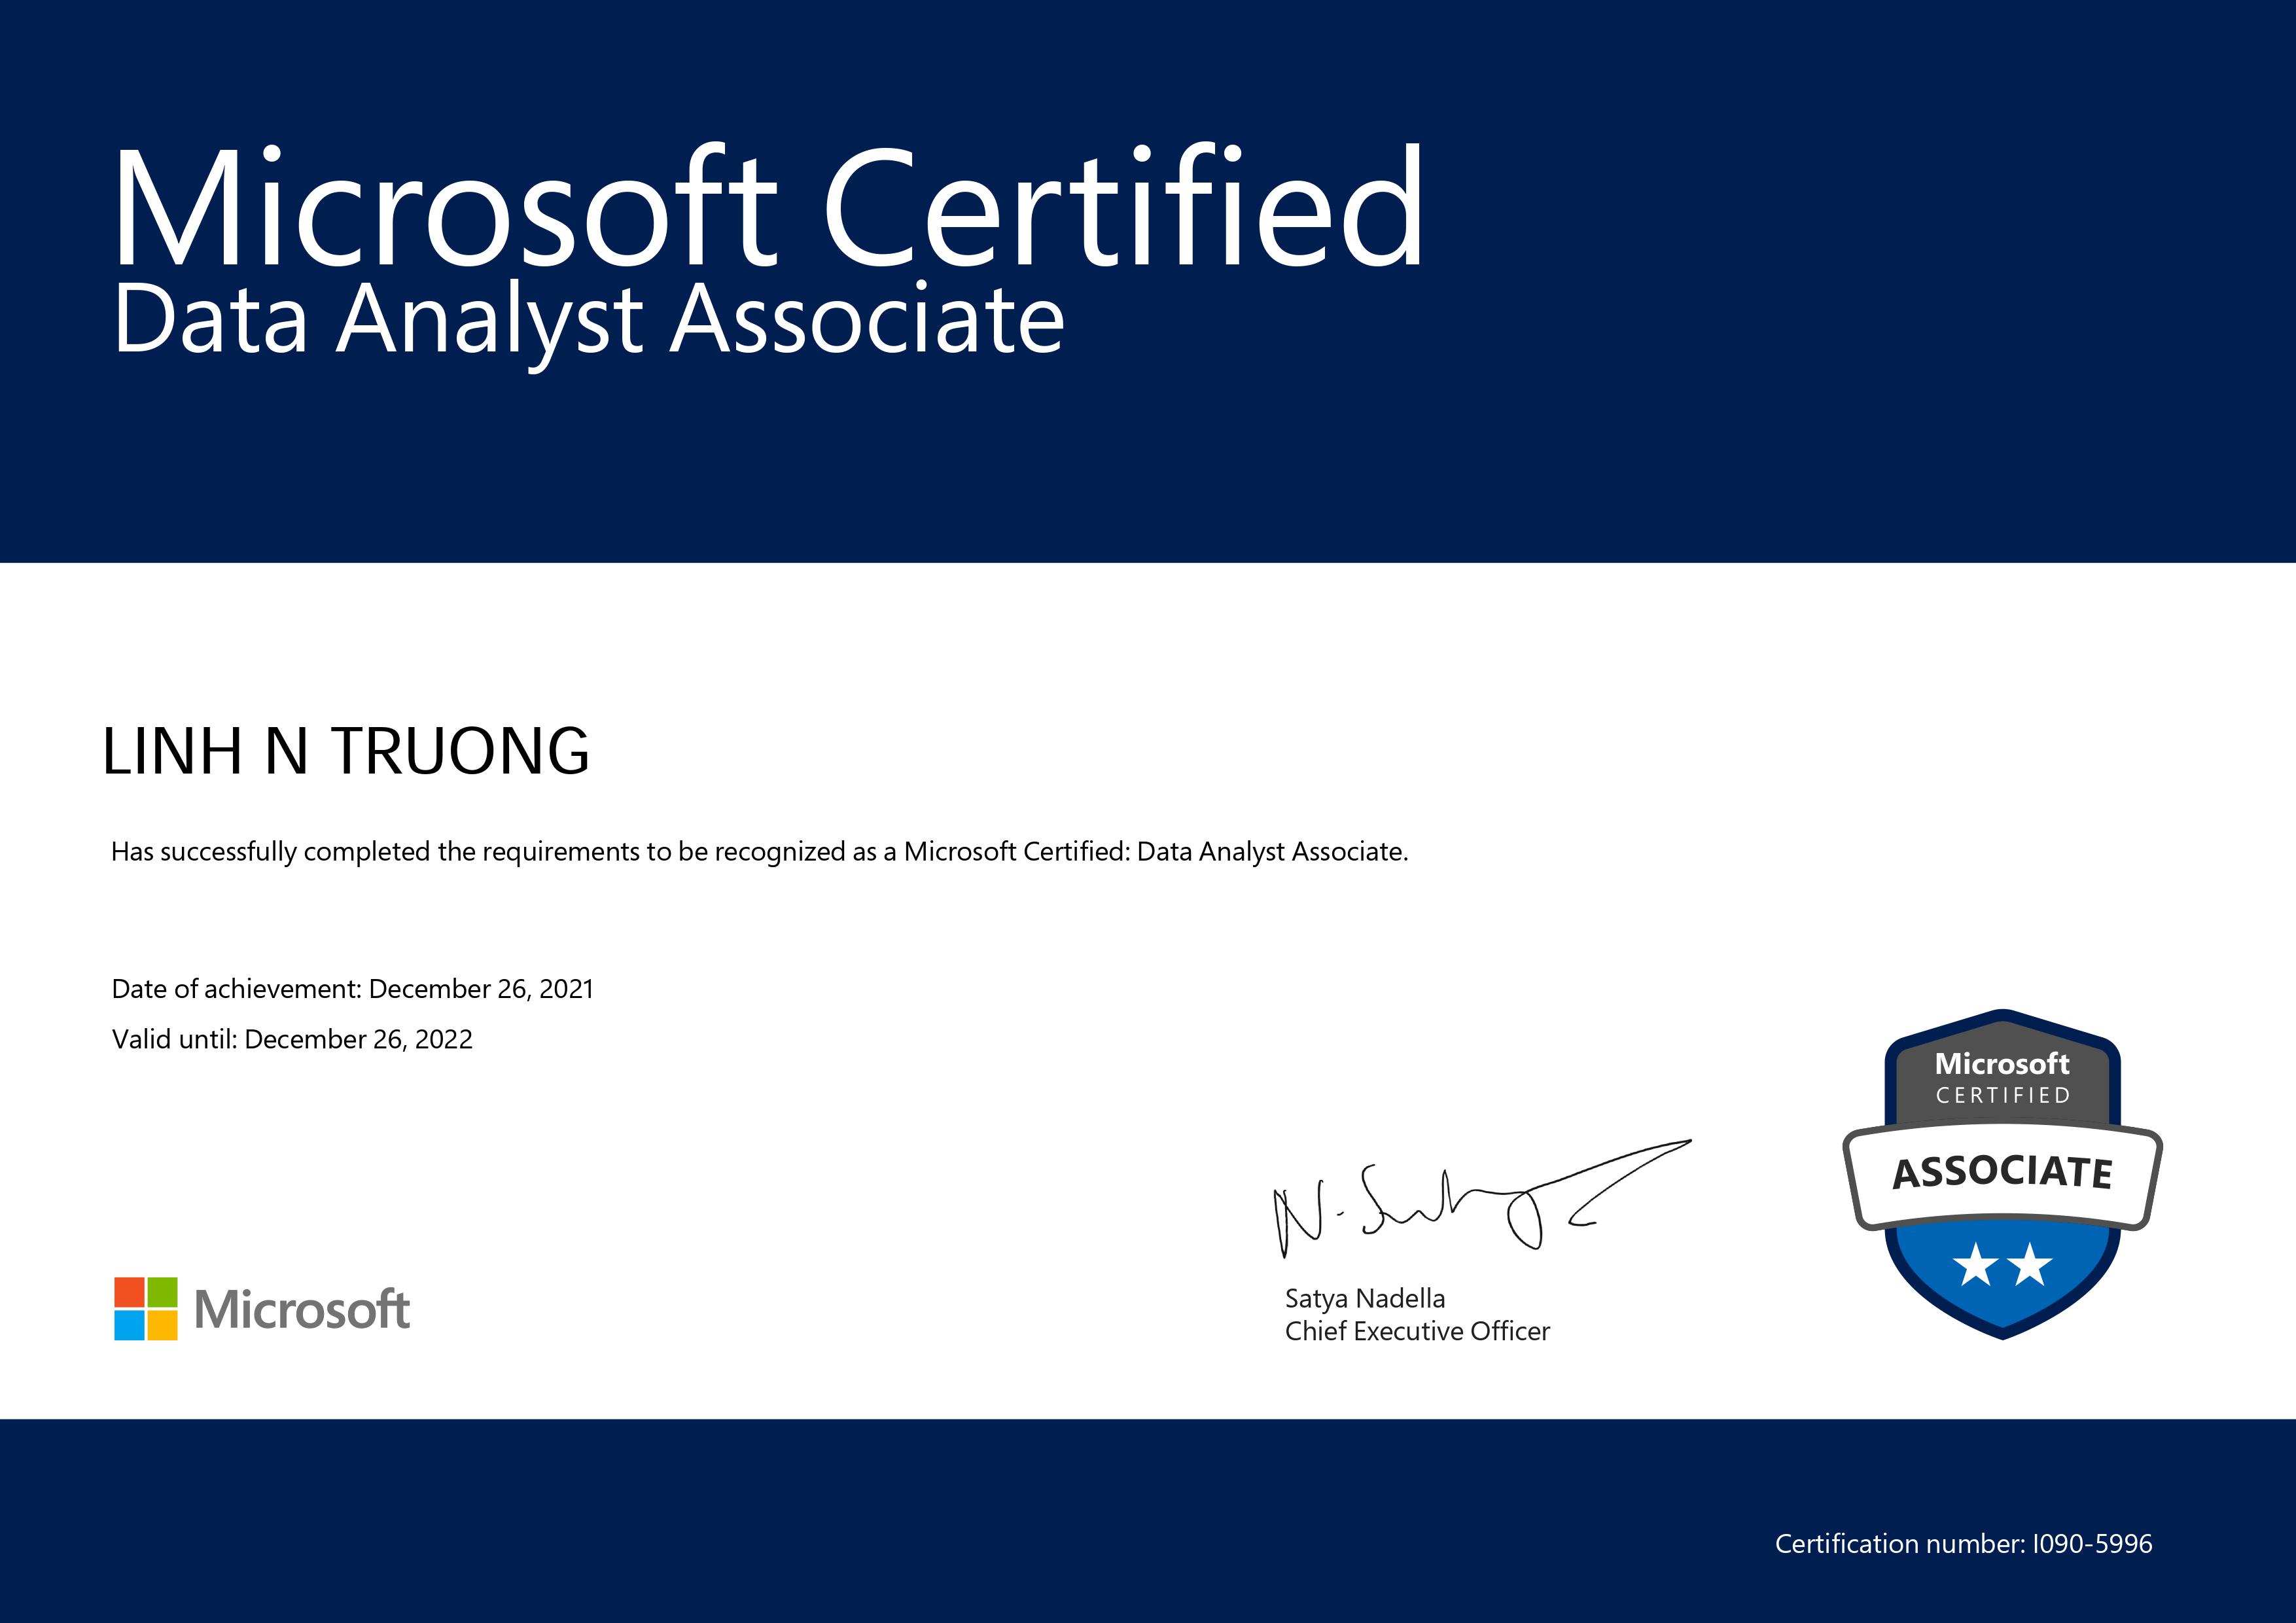 Microsoft Certified
Data Analyst Associate
LINH N TRUONG
Has successfully completed the requirements to be recognized as a Microsoft Certified: Data Analyst Associate.
Date of achievement: December 26, 2021
Valid until: December 26, 2022
Microsoft
CERTIFIED
ASSOCIATE
N. 
Satya Nadella
Chief Executive Officer
Microsoft
Certification number: I090-5996